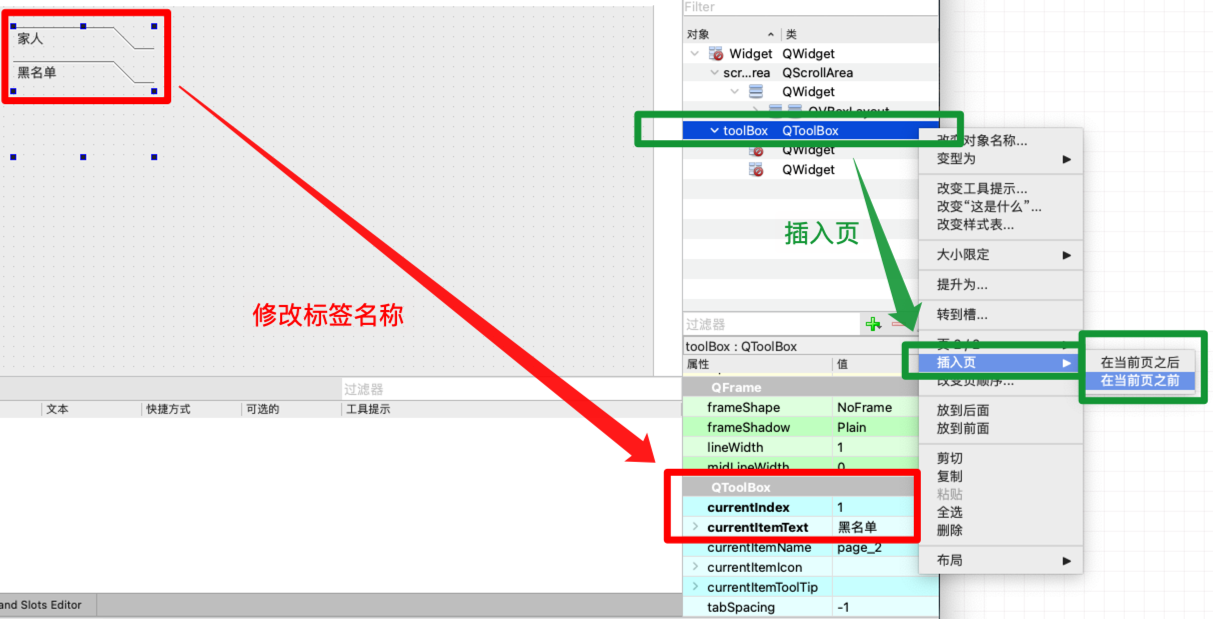 家人
黑名单
修改标签名称
Filter
对象 类
Widget QWidget
scr...rea QScrollArea
QWidget
QVBoxLayout
toolBox QToolBox
QWidget
QWidget
插入页
改变对象名称...
变型为
改变工具提示...
改变“这是什么”...
改变样式表...
大小限定
提升为...
转到槽...
页 2 / 2
插入页
改变页顺序...
放到后面
放到前面
剪切
复制
粘贴
全选
删除
布局
在当前页之后
在当前页之前
过滤器
toolBox : QToolBox
属性 值
QFrame
frameShape NoFrame
frameShadow Plain
lineWidth 1
midLineWidth 0
QToolBox
currentIndex 1
currentItemText 黑名单
currentItemName page_2
currentItemIcon
currentItemToolTip
tabSpacing -1
过滤器
文本 快捷方式 可选的 工具提示
and Slots Editor